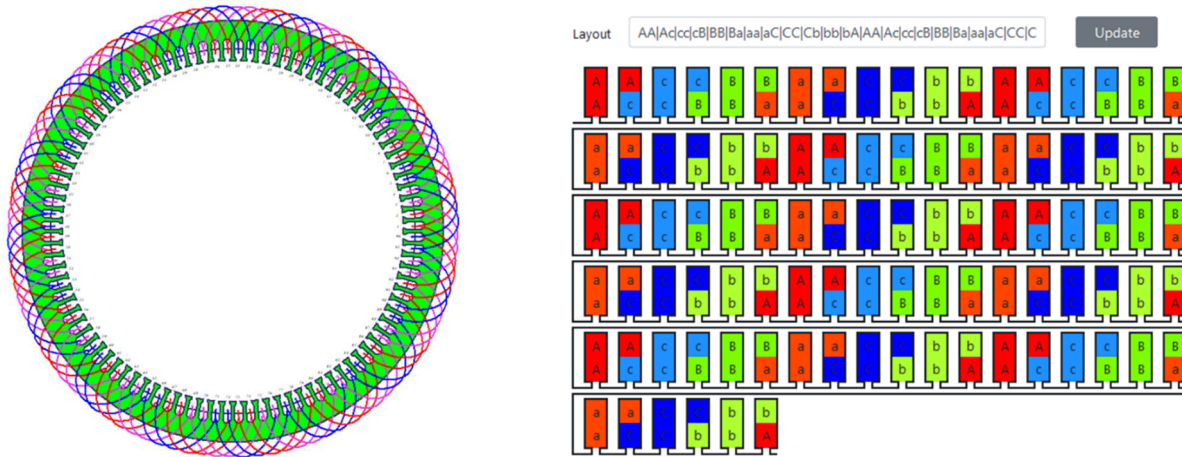 Layout AA|Ac|cc|cB|BB|Ba|aa|aC|CC|Cb|bb|bA|AA|Ac|cc|cB|BB|Ba|aa|aC|CC|C Update
A A c c B B a a C C b b A A c c B B
A c c B B a a C C b b A A c c B B a
a a C C b b A A c c B B a a C C b b
a C C b b A A c c B B a a C C b b A
A A c c B B a a C C b b A A c c B B
A c c B B a a C C b b A A c c B B a
a a C C b b A A c c B B a a C C b b
a C C b b A A c c B B a a C C b b A
A A c c B B a a C C b b A A c c B B
A c c B B a a C C b b A A c c B B a
a a C C b b
a C C b b A